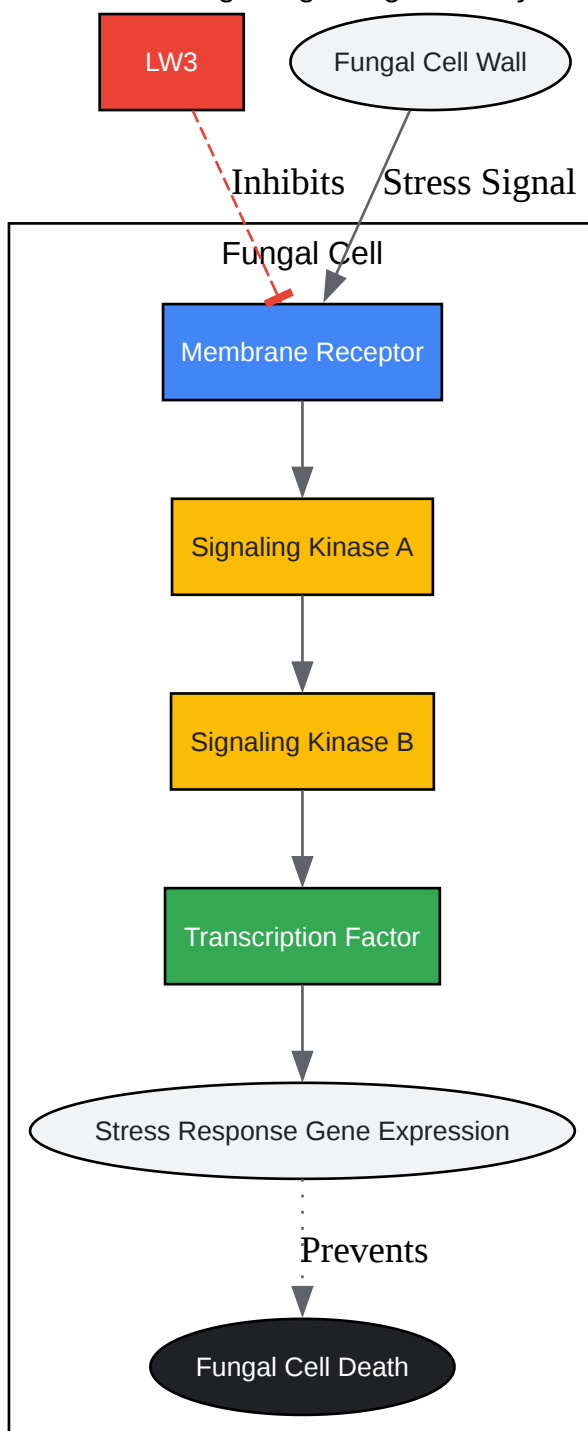 LW3
Fungal Cell Wall
Inhibits
Stress Signal
Fungal Cell
Membrane Receptor
Signaling Kinase A
Signaling Kinase B
Transcription Factor
Stress Response Gene Expression
Prevents
Fungal Cell Death